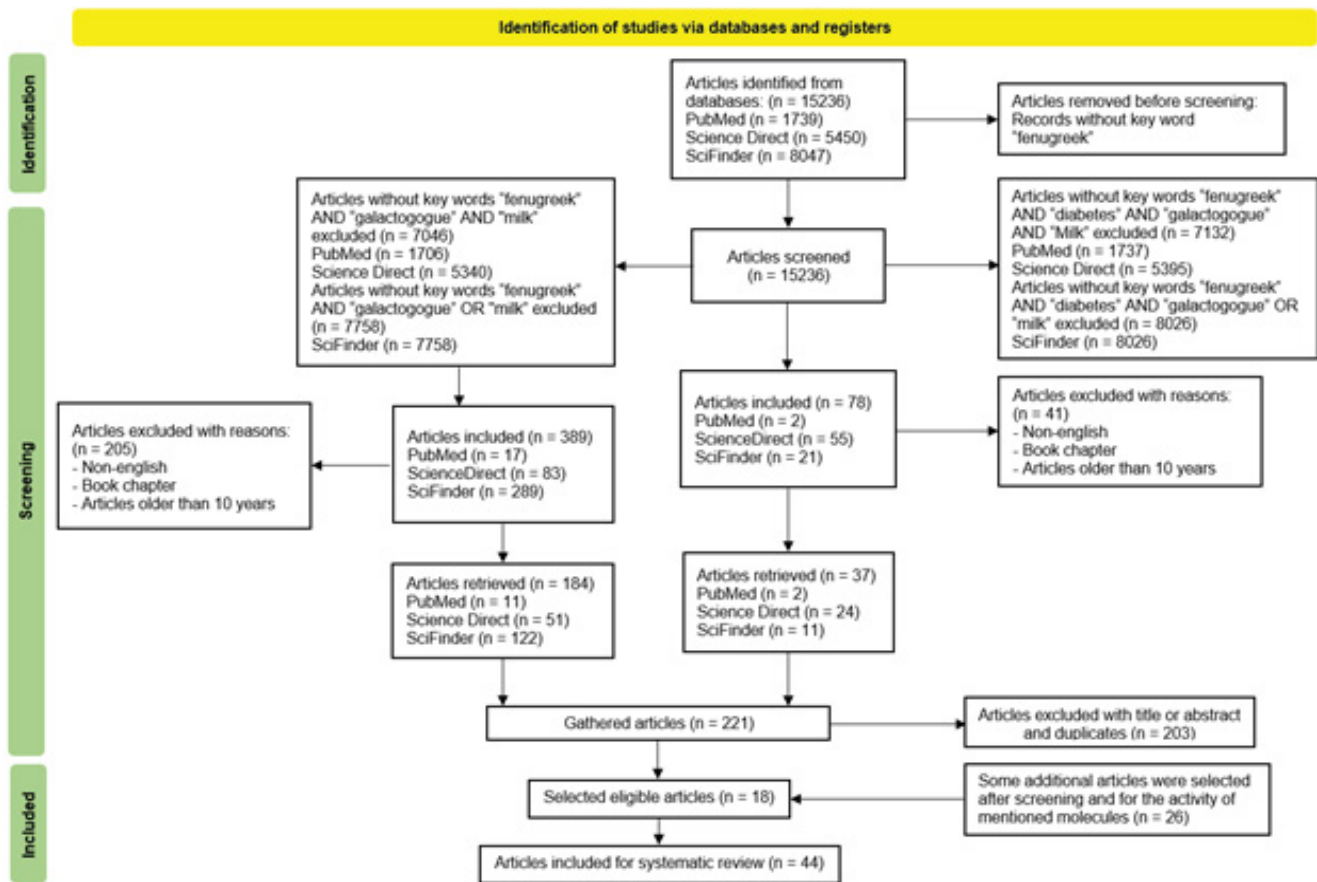 Identification of studies via databases and registers
Identification
Articles identified from
databases: (n = 15236)
PubMed (n = 1739)
Science Direct (n = 5450)
SciFinder (n = 8047)
Articles removed before screening:
Records without key word
"fenugreek"
Screening
Articles without key words "fenugreek"
AND "galactogogue" AND "milk"
excluded (n = 7046)
PubMed (n = 1706)
Science Direct (n = 5340)
Articles without key words "fenugreek"
AND "galactogogue" OR "milk" excluded
(n = 7758)
SciFinder (n = 7758)
Articles screened
(n = 15236)
Articles without key words "fenugreek"
AND "diabetes" AND "galactogogue"
AND "Milk" excluded (n = 7132)
PubMed (n = 1737)
Science Direct (n = 5395)
Articles without key words "fenugreek"
AND "diabetes" AND "galactogogue" OR
"milk" excluded (n = 8026)
SciFinder (n = 8026)
Articles excluded with reasons:
(n = 205)
- Non-english
- Book chapter
- Articles older than 10 years
Articles included (n = 389)
PubMed (n = 17)
ScienceDirect (n = 83)
SciFinder (n = 289)
Articles included (n = 78)
PubMed (n = 2)
ScienceDirect (n = 55)
SciFinder (n = 21)
Articles excluded with reasons:
(n = 41)
- Non-english
- Book chapter
- Articles older than 10 years
Articles retrieved (n = 184)
PubMed (n = 11)
Science Direct (n = 51)
SciFinder (n = 122)
Articles retrieved (n = 37)
PubMed (n = 2)
Science Direct (n = 24)
SciFinder (n = 11)
Gathered articles (n = 221)
Articles excluded with title or abstract
and duplicates (n = 203)
Included
Selected eligible articles (n = 18)
Some additional articles were selected
after screening and for the activity of
mentioned molecules (n = 26)
Articles included for systematic review (n = 44)